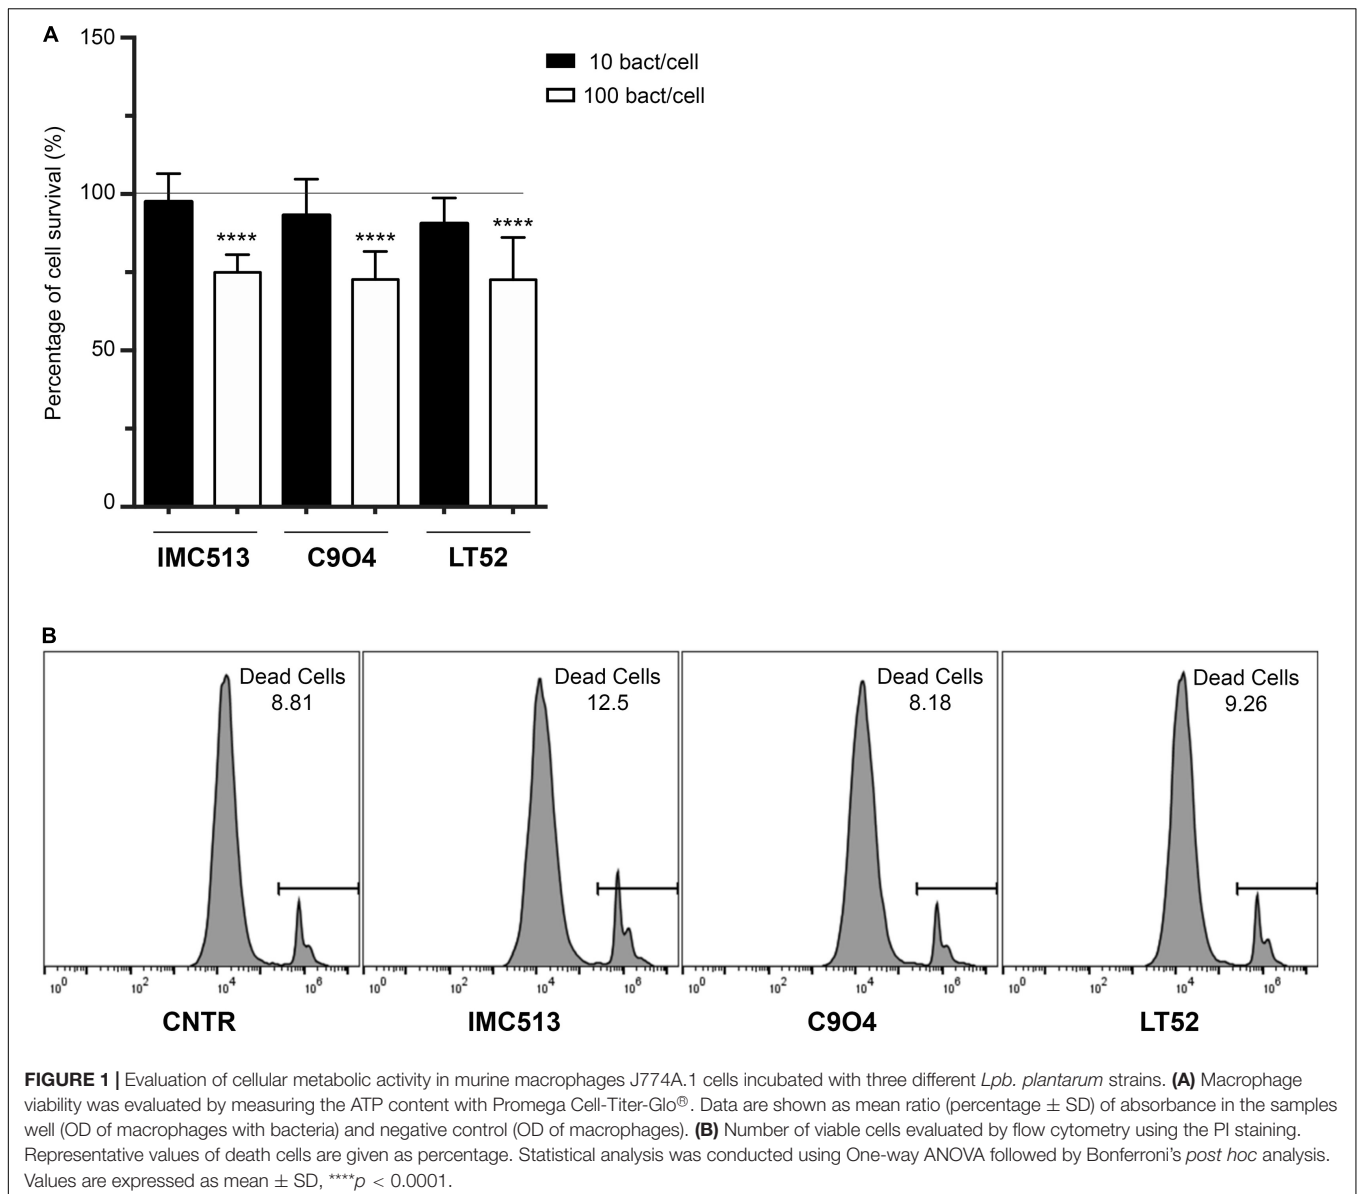 A
150
10 bact/cell
100 bact/cell
Percentage of cell survival (%)
100
****
****
****
50
0
IMC513
C9O4
LT52
B
Dead Cells
8.81
Dead Cells
12.5
Dead Cells
8.18
Dead Cells
9.26
10^0 10^2 10^4 10^6
10^0 10^2 10^4 10^6
10^0 10^2 10^4 10^6
10^0 10^2 10^4 10^6
CNTR
IMC513
C9O4
LT52
FIGURE 1 | Evaluation of cellular metabolic activity in murine macrophages J774A.1 cells incubated with three different Lpb. plantarum strains. (A) Macrophage
viability was evaluated by measuring the ATP content with Promega Cell-Titer-Glo®. Data are shown as mean ratio (percentage ± SD) of absorbance in the samples
well (OD of macrophages with bacteria) and negative control (OD of macrophages). (B) Number of viable cells evaluated by flow cytometry using the PI staining.
Representative values of death cells are given as percentage. Statistical analysis was conducted using One-way ANOVA followed by Bonferroni's post hoc analysis.
Values are expressed as mean ± SD, ****p < 0.0001.